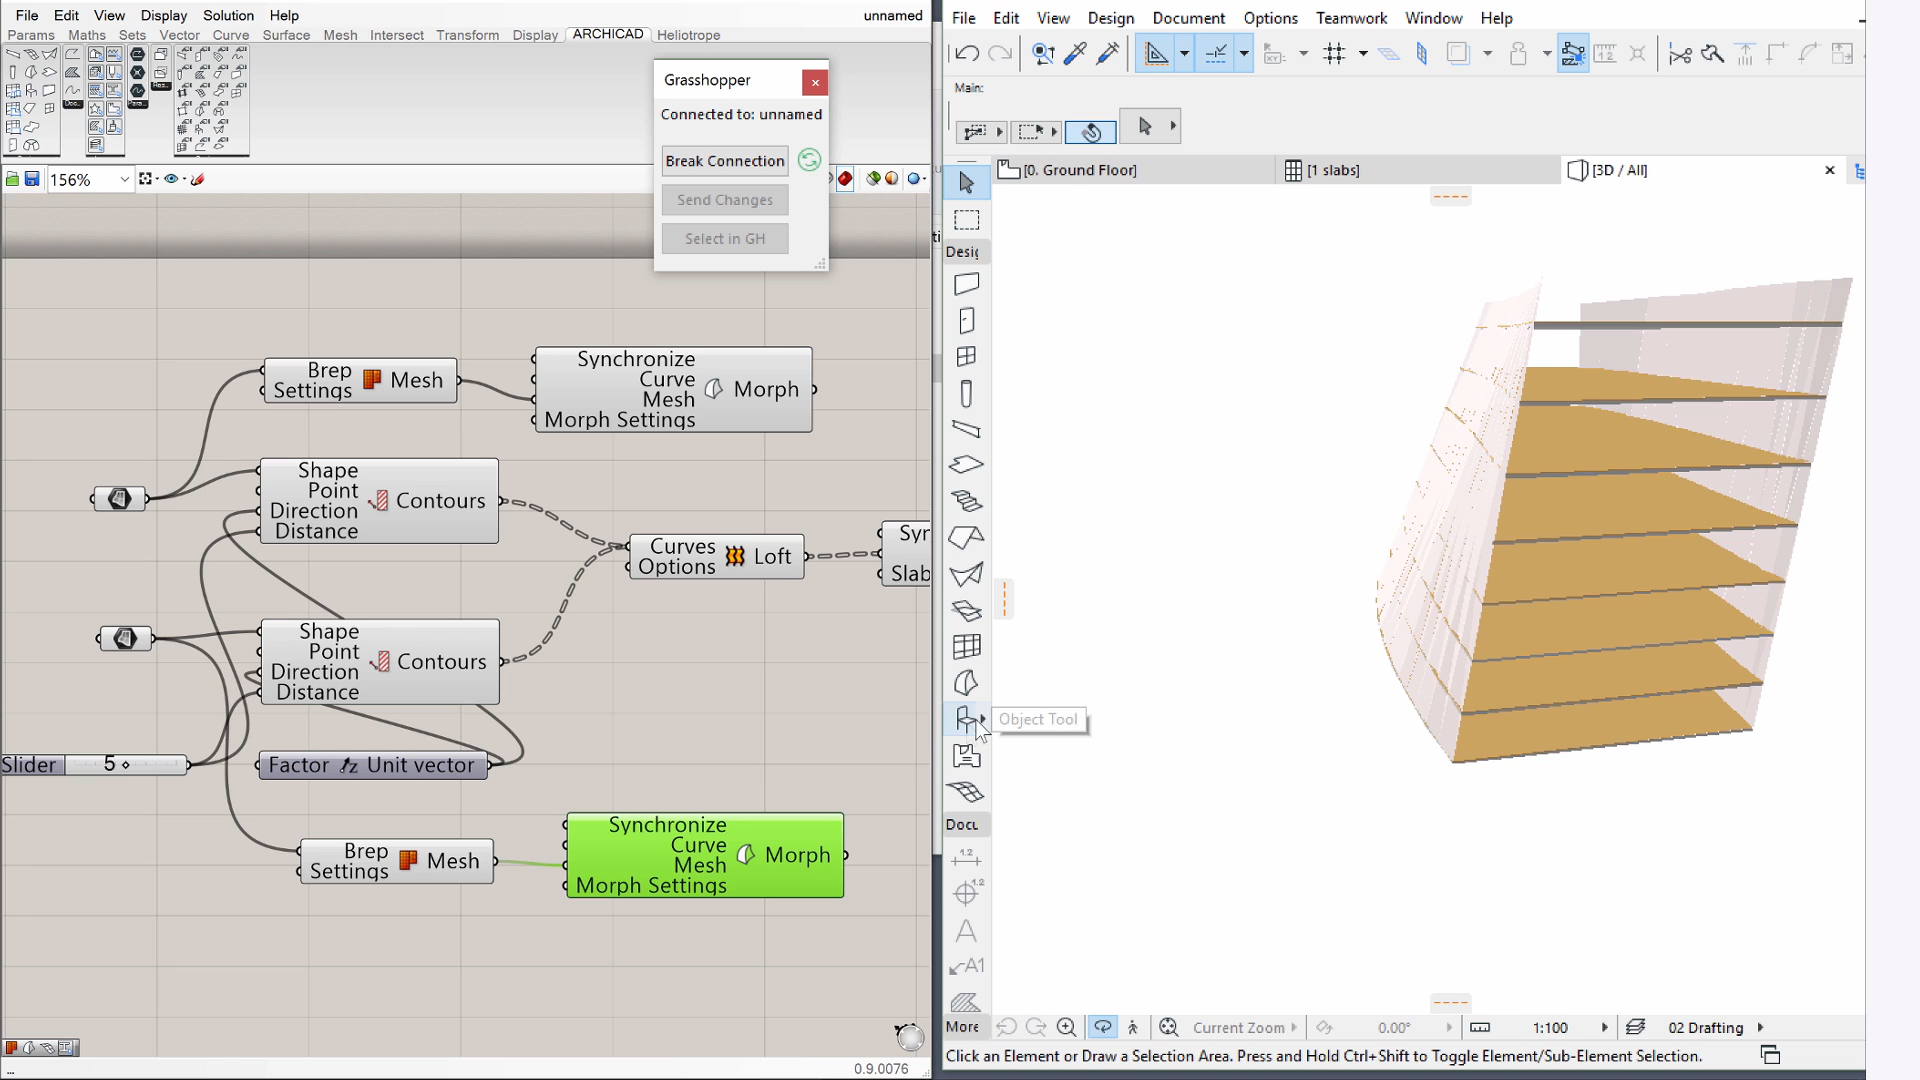 File Edit View Display Solution Help unnamed
Params Maths Sets Vector Curve Surface Mesh Intersect Transform Display ARCHICAD Heliotrope
Grasshopper
Connected to: unnamed
Break Connection
Send Changes
Select in GH
156%
Brep
Settings
Mesh
Synchronize
Curve
Mesh
Morph Settings
Morph
Shape
Point
Direction
Distance
Contours
Curves
Options
Loft
Syn
Slab
Shape
Point
Direction
Distance
Contours
Slider 5
Factor Unit vector
Brep
Settings
Mesh
Synchronize
Curve
Mesh
Morph Settings
Morph
...
0.9.0076
File Edit View Design Document Options Teamwork Window Help
Main:
[0. Ground Floor]
[1 slabs]
[3D / All]
Desig
Object Tool
Docu
1.2
1.2
A
A1
More
Current Zoom
0.00°
1:100
02 Drafting
Click an Element or Draw a Selection Area. Press and Hold Ctrl+Shift to Toggle Element/Sub-Element Selection.